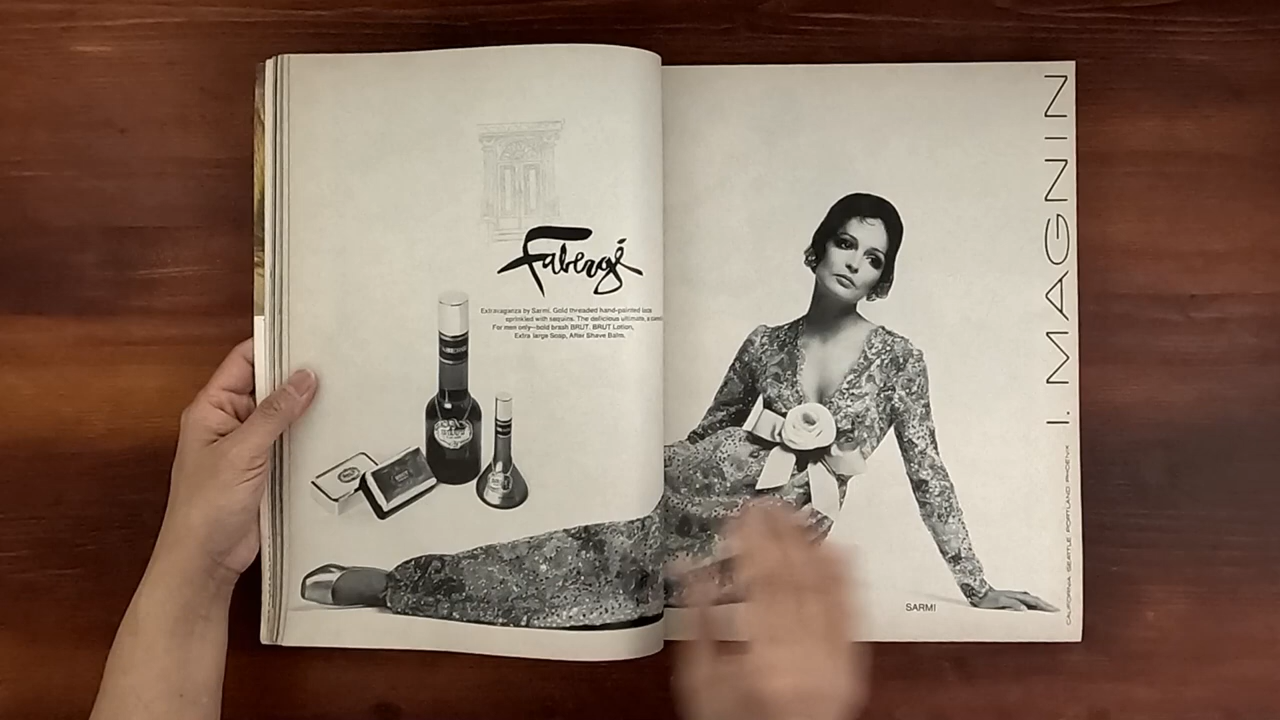 Fabergé
Extravaganza by Sarmi. Gold threaded hand-painted lace
sprinkled with sequins. The delicious ultimate, a
For men only—bold brash BRUT. BRUT Lotion,
Extra large Soap, After Shave Balm.
SARMI
I. MAGNIN
CALIFORNIA SEATTLE PORTLAND PHOENIX